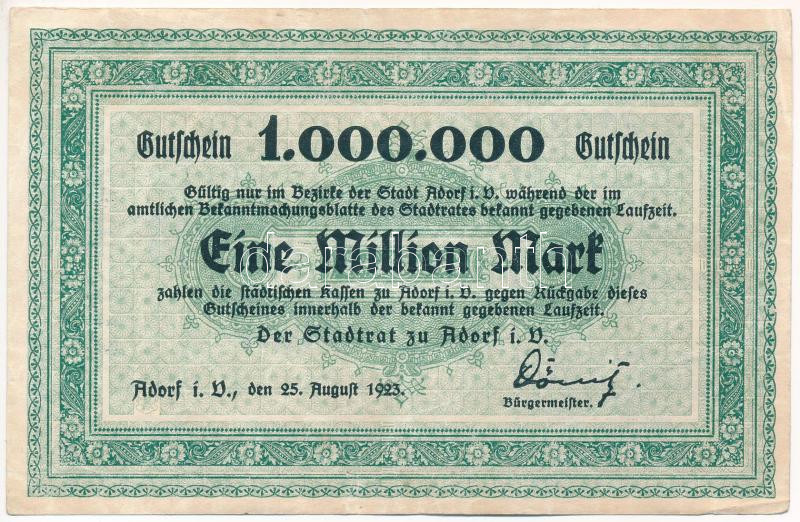 Gutschein 1.000.000 Gutschein
Gültig nur im Bezirke der Stadt Adorf i. V. während der im
amtlichen Bekanntmachungsblatte des Stadtrates bekannt gegebenen Laufzeit.
Eine Million Mark
zahlen die städtischen Kassen zu Adorf i. V. gegen Rückgabe dieses
Gutscheines innerhalb der bekannt gegebenen Laufzeit.
Der Stadtrat zu Adorf i. V.
Adorf i. V., den 25. August 1923.
Bürgermeister.